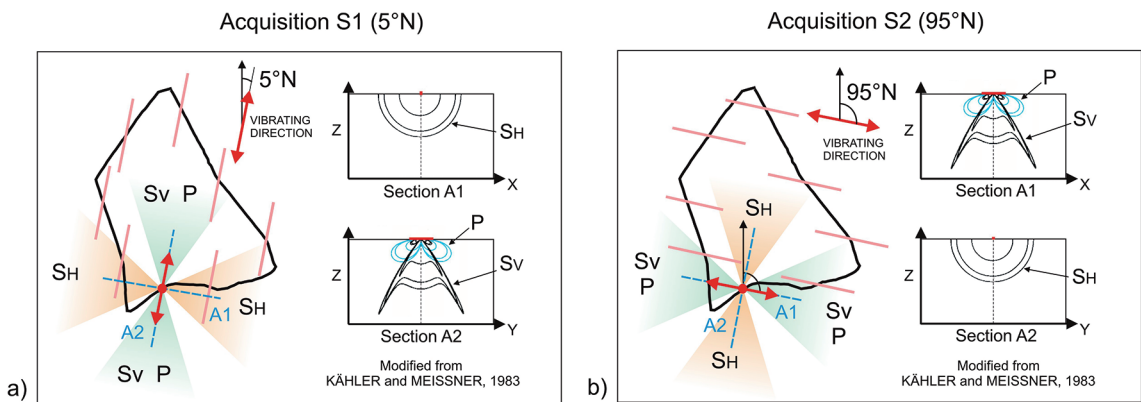 Acquisition S1 (5°N)
5°N
VIBRATING
DIRECTION
Sv P
SH
SH
A1
A2
Sv P
Z
SH
X
Section A1
P
Z
Sv
Y
Section A2
Modified from
KÄHLER and MEISSNER, 1983
a)
Acquisition S2 (95°N)
95°N
VIBRATING
DIRECTION
SH
Sv
P
A1
A2
Sv
P
SH
P
Z
Sv
X
Section A1
Z
SH
Y
Section A2
Modified from
KÄHLER and MEISSNER, 1983
b)